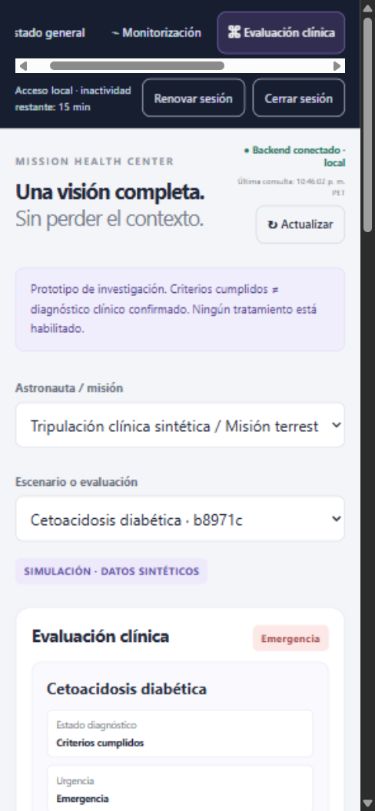 stado general
~ Monitorización
⌘ Evaluación clínica
Acceso local · inactividad
restante: 15 min
Renovar sesión
Cerrar sesión
MISSION HEALTH CENTER
Una visión completa.
Sin perder el contexto.
● Backend conectado ·
local
Última consulta: 10:46:02 p. m.
PET
↻ Actualizar
Prototipo de investigación. Criterios cumplidos ≠
diagnóstico clínico confirmado. Ningún tratamiento está
habilitado.
Astronauta / misión
Tripulación clínica sintética / Misión terrest
Escenario o evaluación
Cetoacidosis diabética · b8971c
SIMULACIÓN · DATOS SINTÉTICOS
Evaluación clínica
Emergencia
Cetoacidosis diabética
Estado diagnóstico
Criterios cumplidos
Urgencia
Emergencia